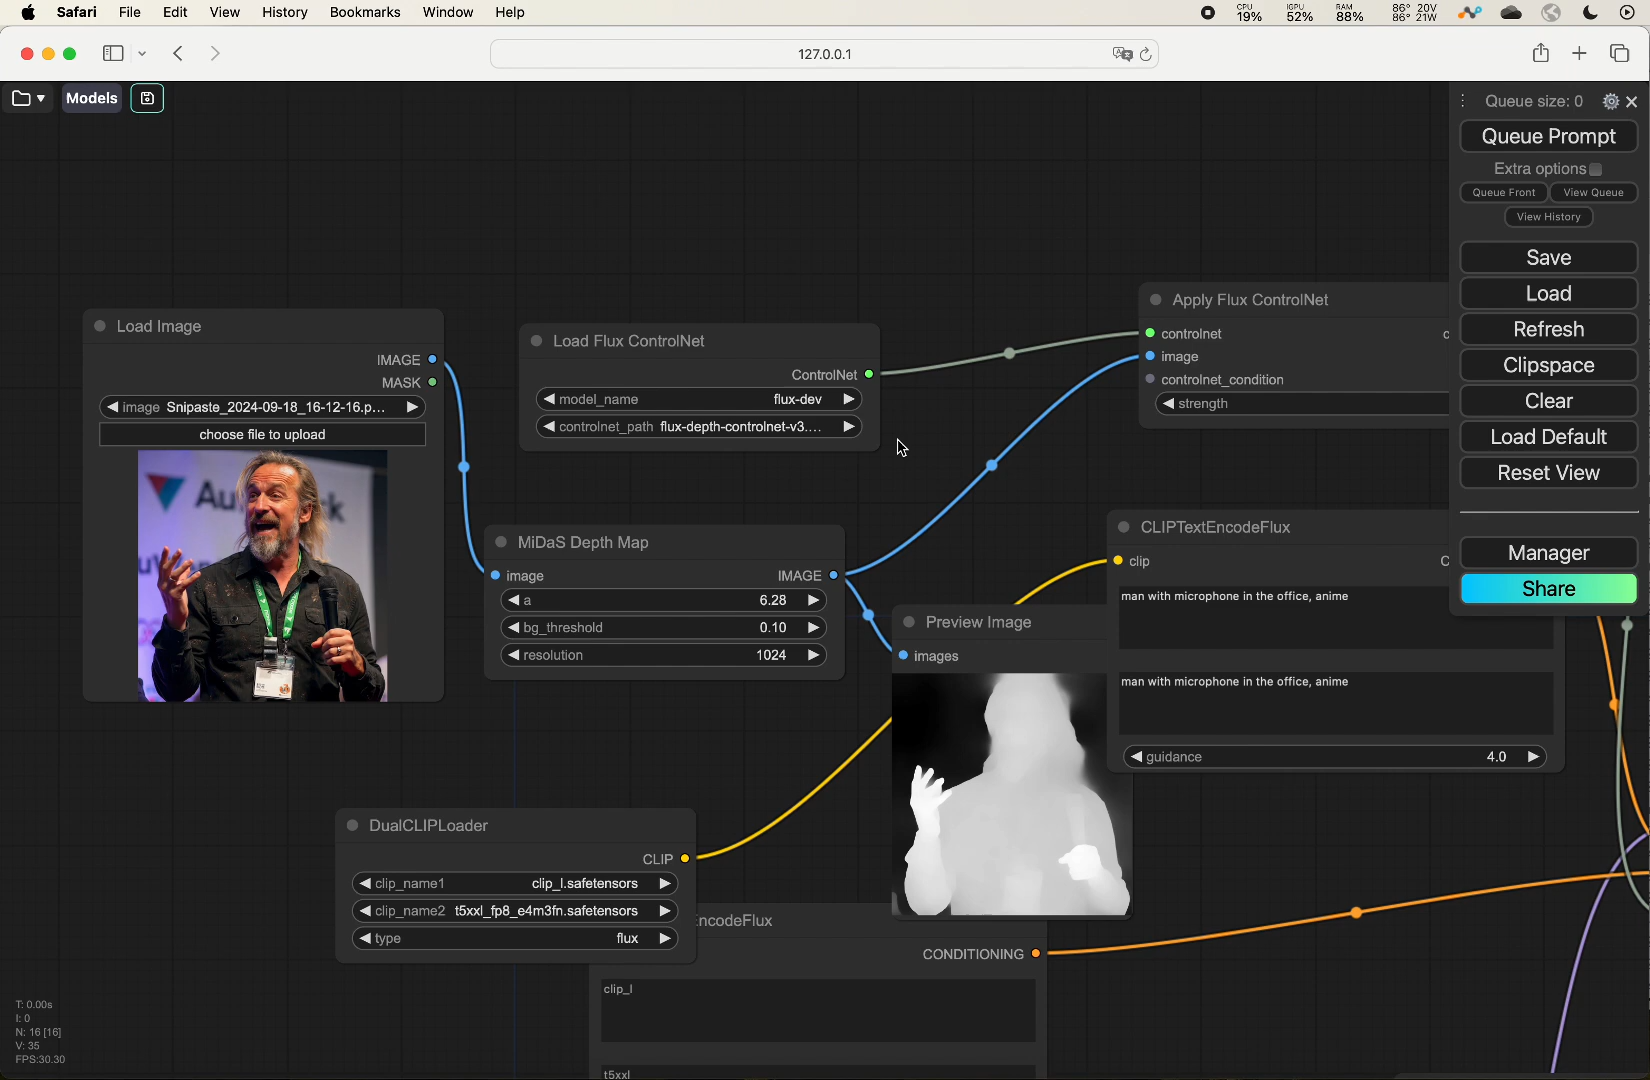 Safari File Edit View History Bookmarks Window Help
CPU 19% IGPU 52% RAM 88% 86° 20V 86° 21W
127.0.0.1
Models
Queue size: 0
Queue Prompt
Extra options
Queue Front View Queue
View History
Save
Load
Refresh
Clipspace
Clear
Load Default
Reset View
Manager
Share
Load Image
IMAGE
MASK
image Snipaste_2024-09-18_16-12-16.p...
choose file to upload
Load Flux ControlNet
ControlNet
model_name flux-dev
controlnet_path flux-depth-controlnet-v3....
Apply Flux ControlNet
controlnet
image
controlnet_condition
strength
MiDaS Depth Map
image IMAGE
a 6.28
bg_threshold 0.10
resolution 1024
Preview Image
images
CLIPTextEncodeFlux
clip C
man with microphone in the office, anime
man with microphone in the office, anime
guidance 4.0
DualCLIPLoader
CLIP
clip_name1 clip_l.safetensors
clip_name2 t5xxl_fp8_e4m3fn.safetensors
type flux
EncodeFlux
CONDITIONING
clip_l
t5xxl
T: 0.00s
I: 0
N: 16 [16]
V: 35
FPS:30.30